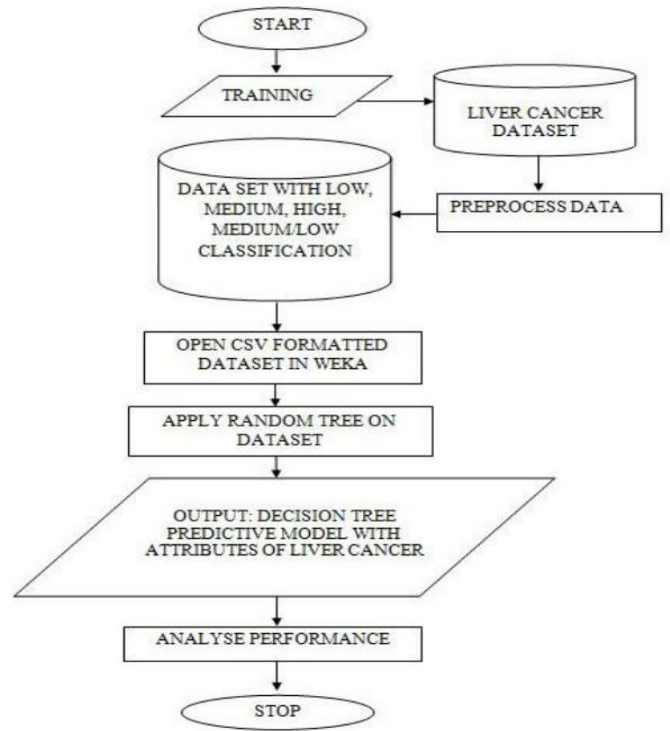 START
TRAINING
LIVER CANCER
DATASET
PREPROCESS DATA
DATA SET WITH LOW,
MEDIUM, HIGH,
MEDIUM/LOW
CLASSIFICATION
OPEN CSV FORMATTED
DATASET IN WEKA
APPLY RANDOM TREE ON
DATASET
OUTPUT: DECISION TREE
PREDICTIVE MODEL WITH
ATTRIBUTES OF LIVER CANCER
ANALYSE PERFORMANCE
STOP